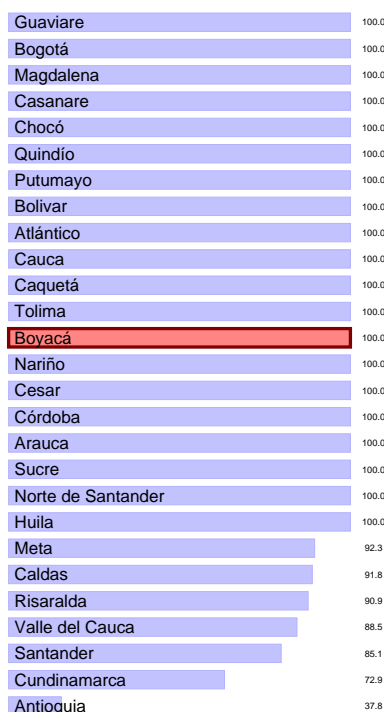 Guaviare 100.0
Bogotá 100.0
Magdalena 100.0
Casanare 100.0
Chocó 100.0
Quindío 100.0
Putumayo 100.0
Bolivar 100.0
Atlántico 100.0
Cauca 100.0
Caquetá 100.0
Tolima 100.0
Boyacá 100.0
Nariño 100.0
Cesar 100.0
Córdoba 100.0
Arauca 100.0
Sucre 100.0
Norte de Santander 100.0
Huila 100.0
Meta 92.3
Caldas 91.8
Risaralda 90.9
Valle del Cauca 88.5
Santander 85.1
Cundinamarca 72.9
Antioquia 37.8